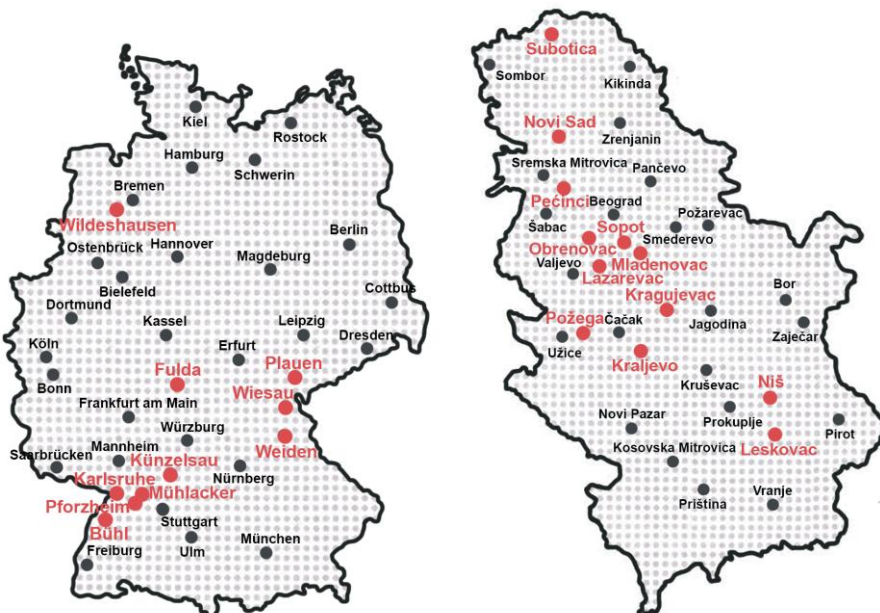 Kiel
Rostock
Hamburg
Schwerin
Bremen
Wildeshausen
Berlin
Ostenbrück
Hannover
Magdeburg
Bielefeld
Cottbus
Dortmund
Kassel
Leipzig
Köln
Dresden
Erfurt
Bonn
Fulda
Plauen
Wiesau
Frankfurt am Main
Würzburg
Weiden
Saarbrücken
Mannheim
Künzelsau
Karlsruhe
Nürnberg
Mühlacker
Pforzheim
Stuttgart
Bühl
Freiburg
Ulm
München
Subotica
Sombor
Kikinda
Novi Sad
Zrenjanin
Sremska Mitrovica
Pančevo
Pećinci
Beograd
Šabac
Sopot
Požarevac
Obrenovac
Smederevo
Valjevo
Mladenovac
Lazarevac
Kragujevac
Bor
Požega
Čačak
Jagodina
Zaječar
Užice
Kraljevo
Kruševac
Niš
Novi Pazar
Prokuplje
Kosovska Mitrovica
Leskovac
Pirot
Priština
Vranje